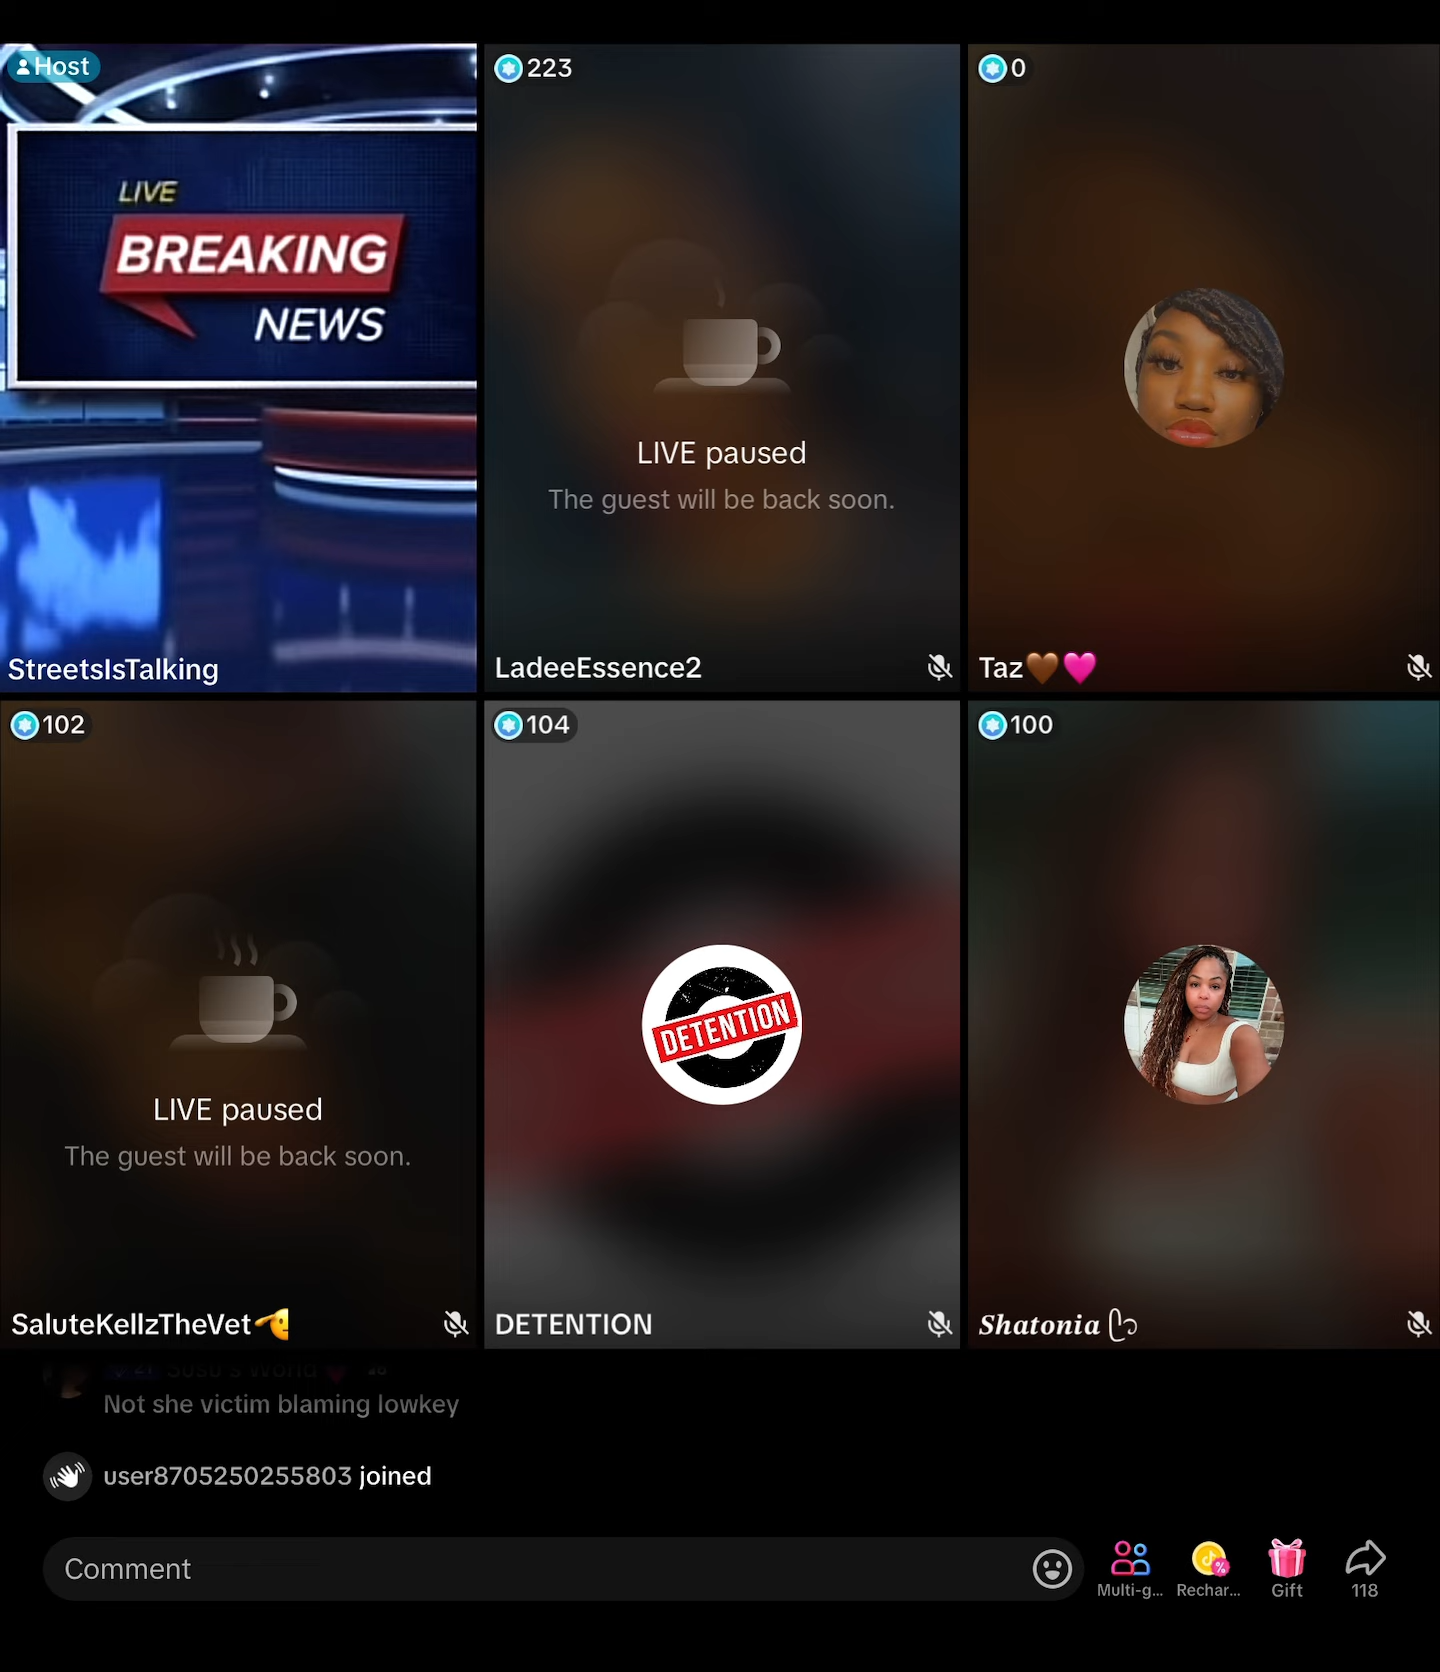 Host
LIVE
BREAKING
NEWS
StreetsIsTalking
223
LIVE paused
The guest will be back soon.
LadeeEssence2
0
Taz🤎🩷
102
LIVE paused
The guest will be back soon.
SaluteKellzTheVet
104
DETENTION
DETENTION
100
Shatonia
Susu's World
Not she victim blaming lowkey
user8705250255803 joined
Comment
Multi-g...
Rechar...
Gift
118